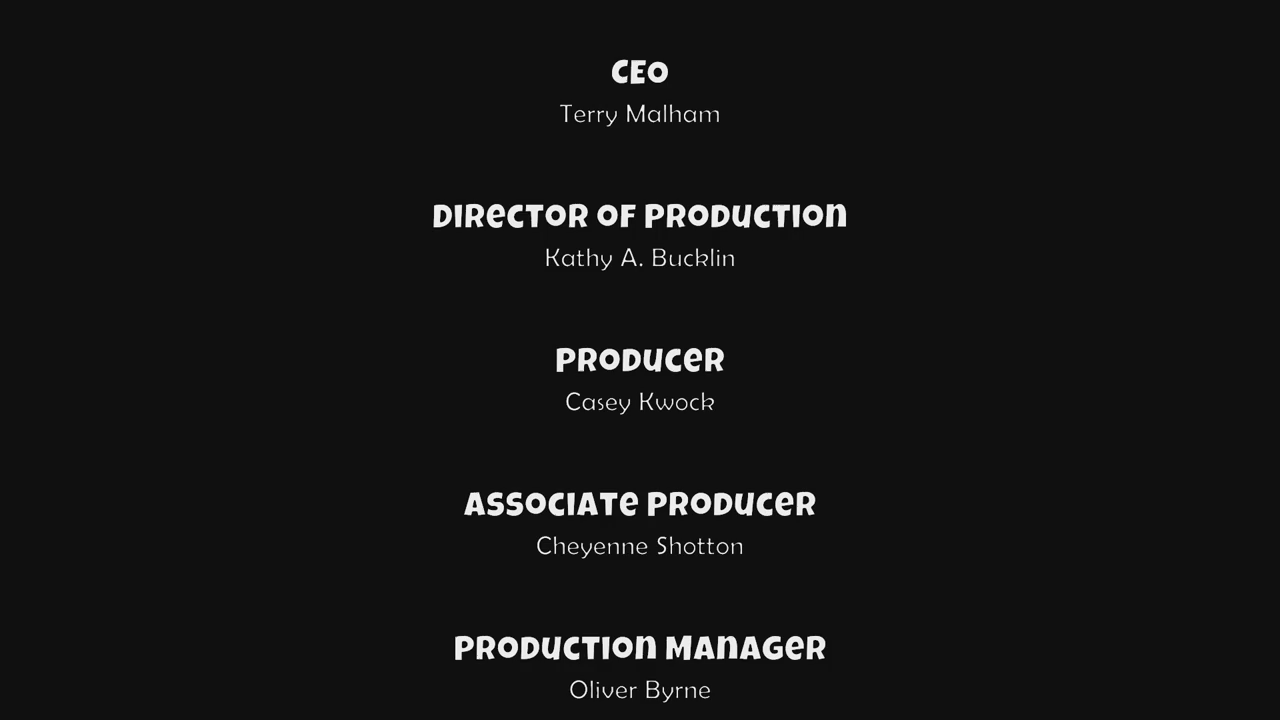 CEO
Terry Malham
DIRECTOR OF PRODUCTION
Kathy A. Bucklin
PRODUCER
Casey Kwock
ASSOCIATE PRODUCER
Cheyenne Shotton
PRODUCTION MANAGER
Oliver Byrne